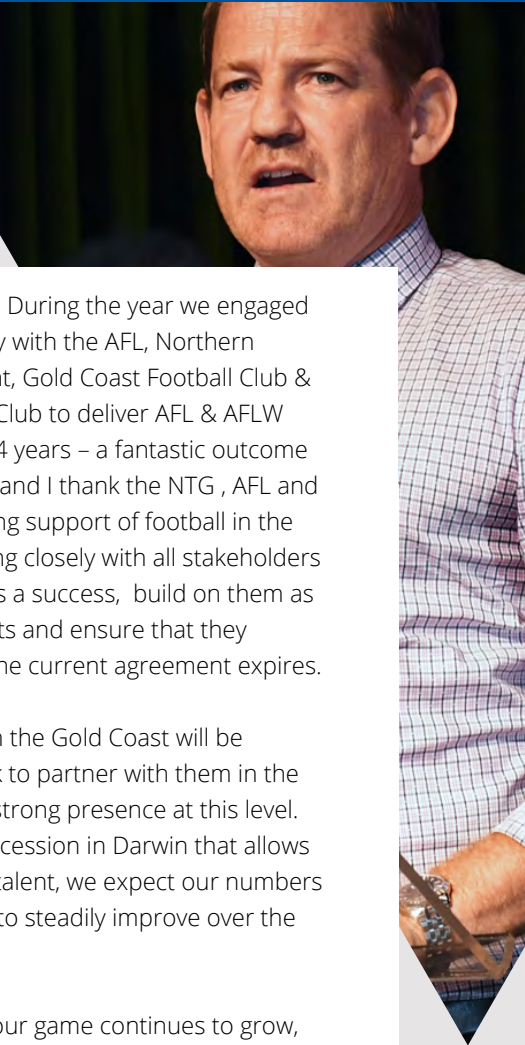 During the year we engaged
y with the AFL, Northern
t, Gold Coast Football Club &
Club to deliver AFL & AFLW
4 years – a fantastic outcome
and I thank the NTG , AFL and
ng support of football in the
ng closely with all stakeholders
s a success,  build on them as
ts and ensure that they
he current agreement expires.
n the Gold Coast will be
k to partner with them in the
strong presence at this level.
cession in Darwin that allows
talent, we expect our numbers
to steadily improve over the
our game continues to grow,